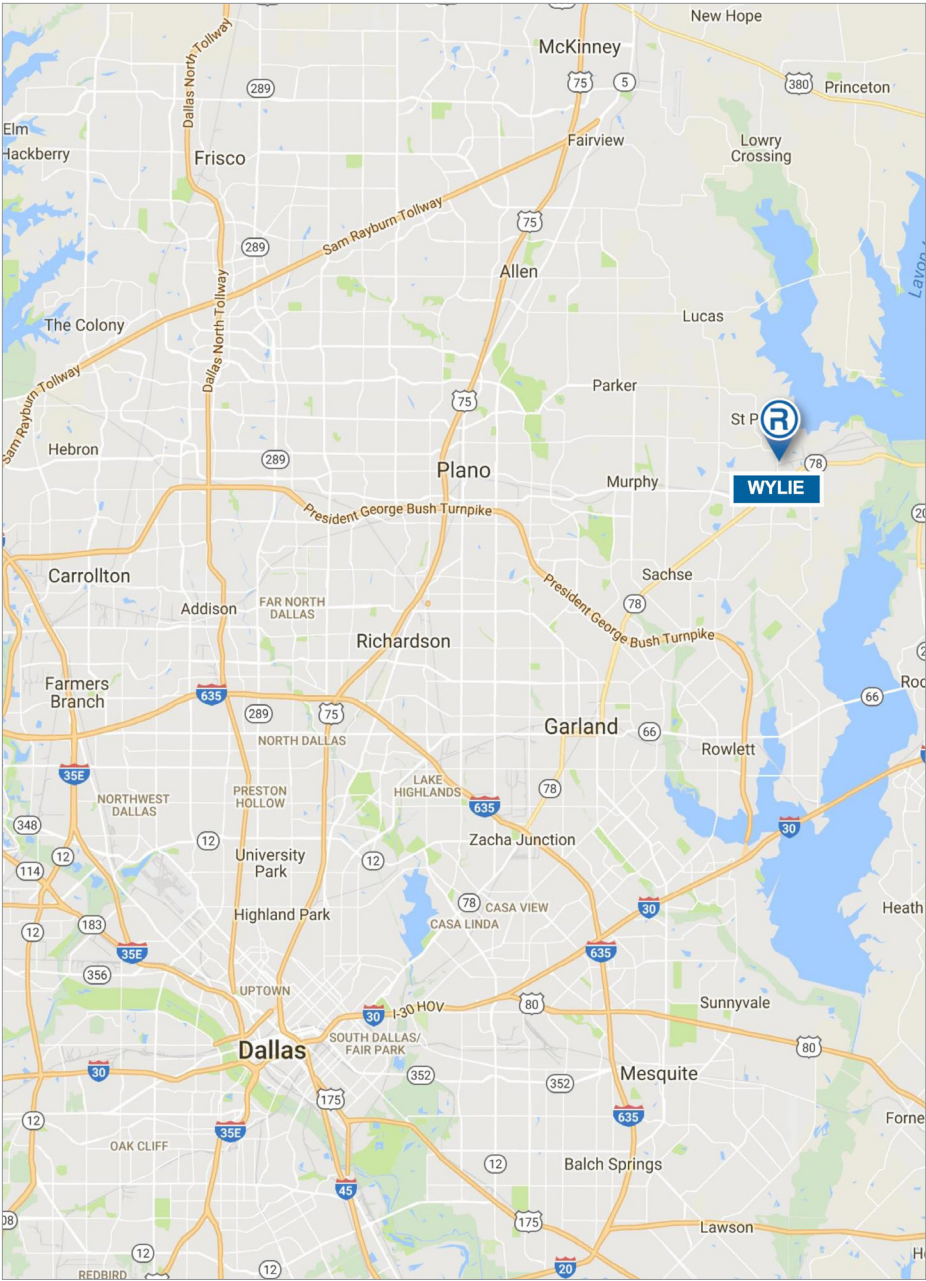 New Hope
McKinney
Dallas North Tollway
289
75
5
380
Princeton
Elm
Hackberry
Frisco
Fairview
Lowry
Crossing
Sam Rayburn Tollway
75
289
Allen
Dallas North Tollway
The Colony
Lucas
Sam Rayburn Tollway
75
Parker
St P
R
Hebron
289
Plano
Murphy
78
WYLIE
President George Bush Turnpike
Carrollton
Addison
FAR NORTH
DALLAS
Sachse
78
President George Bush Turnpike
Richardson
Farmers
Branch
635
289
75
66
Garland
66
NORTH DALLAS
Rowlett
35E
NORTHWEST
DALLAS
PRESTON
HOLLOW
LAKE
HIGHLANDS
635
78
348
12
Zacha Junction
30
12
114
University
Park
12
Highland Park
78
CASA VIEW
CASA LINDA
30
Heath
183
12
35E
635
356
UPTOWN
30
I-30 HOV
80
Sunnyvale
Dallas
SOUTH DALLAS/
FAIR PARK
80
30
352
352
Mesquite
175
12
35E
635
OAK CLIFF
12
Balch Springs
45
175
Lawson
12
12
20
REDBIRD